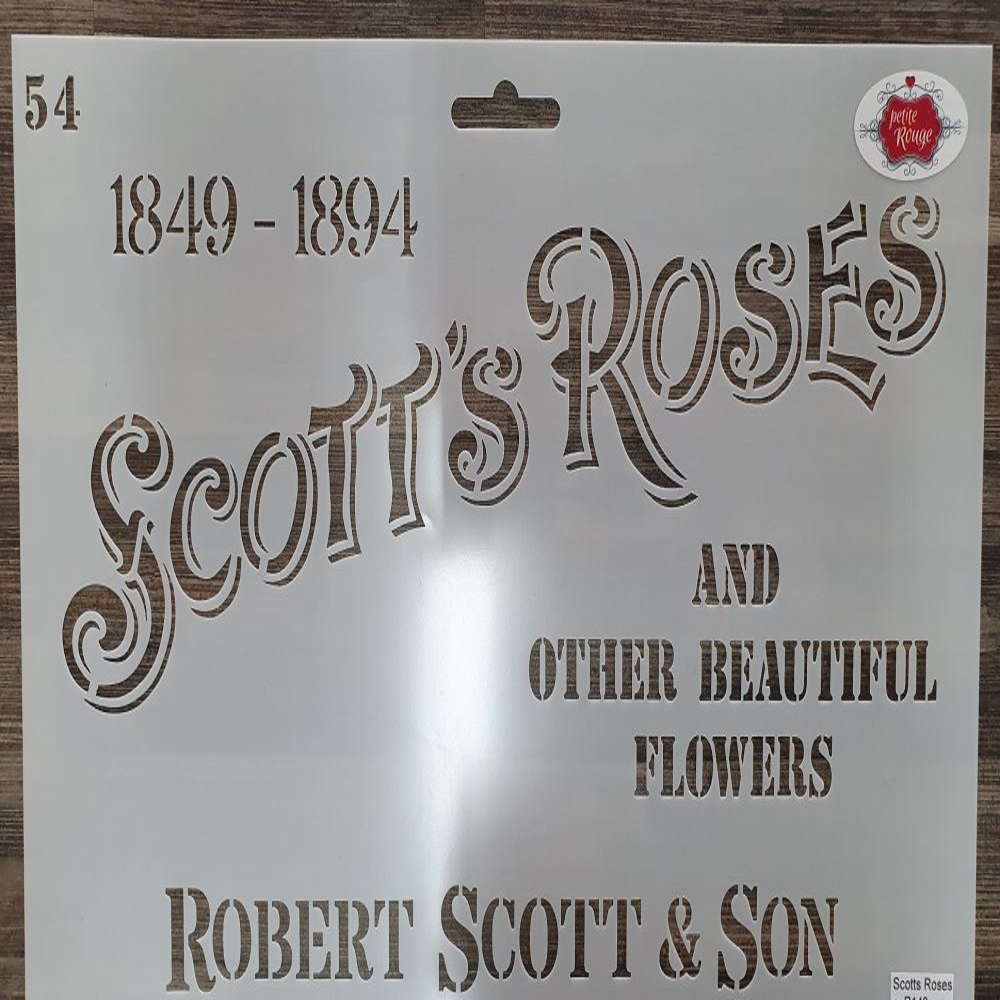 54
petite
Rouge
1849 - 1894
SCOTT'S ROSES
AND
OTHER BEAUTIFUL
FLOWERS
ROBERT SCOTT & SON
Scotts Roses